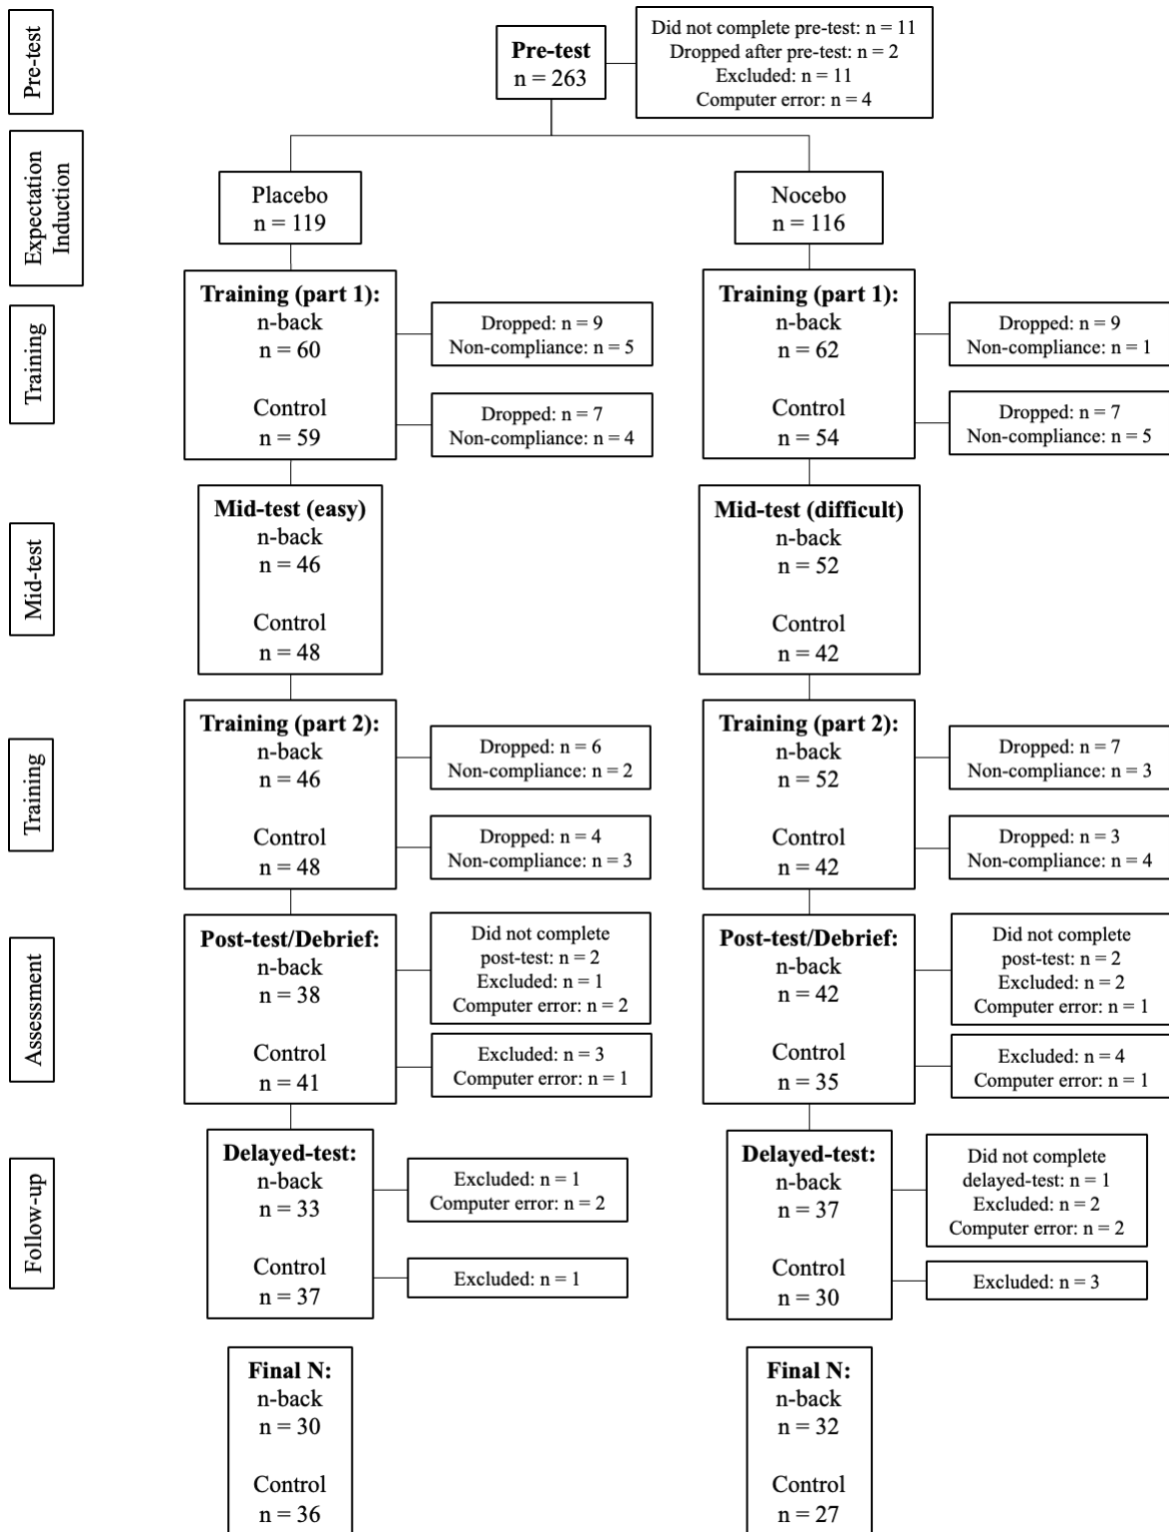 Pre-test
Pre-test
n = 263
Did not complete pre-test: n = 11
Dropped after pre-test: n = 2
Excluded: n = 11
Computer error: n = 4
Expectation
Induction
Placebo
n = 119
Nocebo
n = 116
Training
Training (part 1):
n-back
n = 60
Control
n = 59
Dropped: n = 9
Non-compliance: n = 5
Dropped: n = 7
Non-compliance: n = 4
Training (part 1):
n-back
n = 62
Control
n = 54
Dropped: n = 9
Non-compliance: n = 1
Dropped: n = 7
Non-compliance: n = 5
Mid-test
Mid-test (easy)
n-back
n = 46
Control
n = 48
Mid-test (difficult)
n-back
n = 52
Control
n = 42
Training
Training (part 2):
n-back
n = 46
Control
n = 48
Dropped: n = 6
Non-compliance: n = 2
Dropped: n = 4
Non-compliance: n = 3
Training (part 2):
n-back
n = 52
Control
n = 42
Dropped: n = 7
Non-compliance: n = 3
Dropped: n = 3
Non-compliance: n = 4
Assessment
Post-test/Debrief:
n-back
n = 38
Control
n = 41
Did not complete
post-test: n = 2
Excluded: n = 1
Computer error: n = 2
Excluded: n = 3
Computer error: n = 1
Post-test/Debrief:
n-back
n = 42
Control
n = 35
Did not complete
post-test: n = 2
Excluded: n = 2
Computer error: n = 1
Excluded: n = 4
Computer error: n = 1
Follow-up
Delayed-test:
n-back
n = 33
Control
n = 37
Excluded: n = 1
Computer error: n = 2
Excluded: n = 1
Delayed-test:
n-back
n = 37
Control
n = 30
Did not complete
delayed-test: n = 1
Excluded: n = 2
Computer error: n = 2
Excluded: n = 3
Final N:
n-back
n = 30
Control
n = 36
Final N:
n-back
n = 32
Control
n = 27